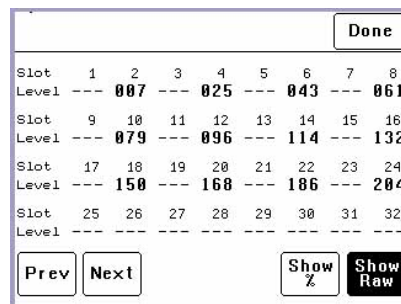 Done
Slot 1 2 3 4 5 6 7 8
Level --- 007 --- 025 --- 043 --- 061
Slot 9 10 11 12 13 14 15 16
Level --- 079 --- 096 --- 114 --- 132
Slot 17 18 19 20 21 22 23 24
Level --- 150 --- 168 --- 186 --- 204
Slot 25 26 27 28 29 30 31 32
Level --- --- --- --- --- --- --- ---
Prev Next Show % Show Raw